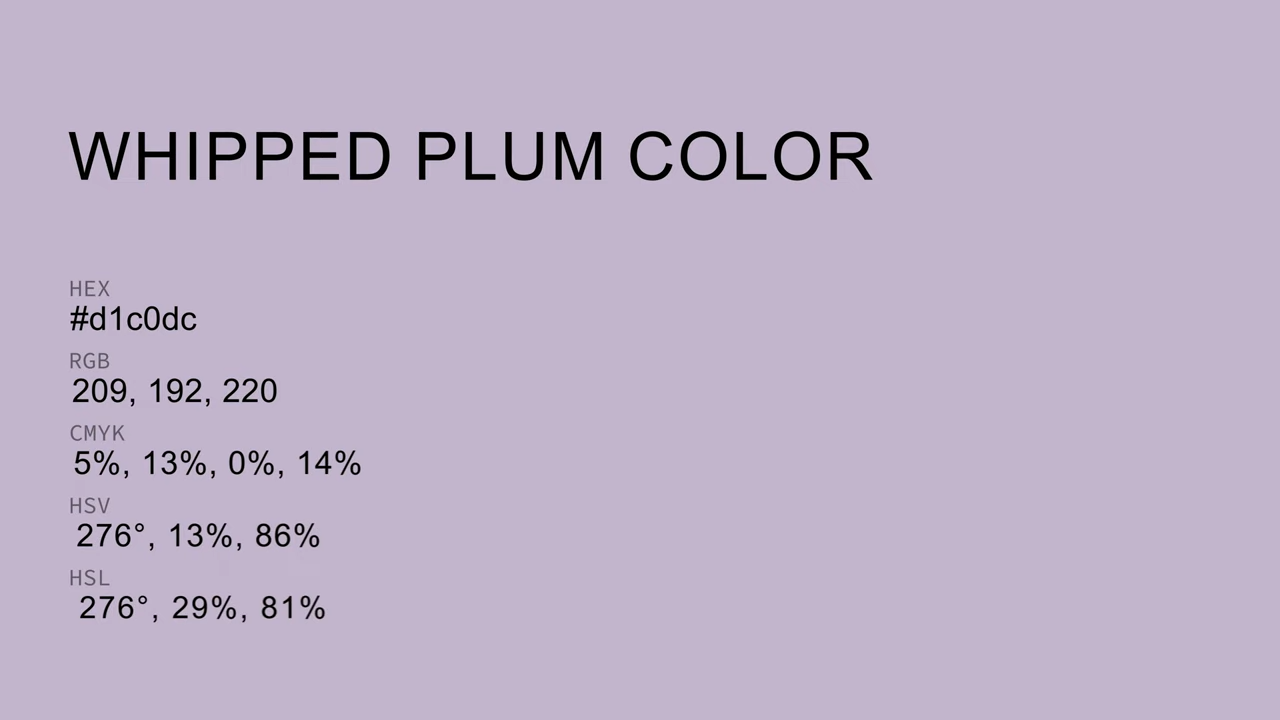 WHIPPED PLUM COLOR
HEX
#d1c0dc
RGB
209, 192, 220
CMYK
5%, 13%, 0%, 14%
HSV
276°, 13%, 86%
HSL
276°, 29%, 81%